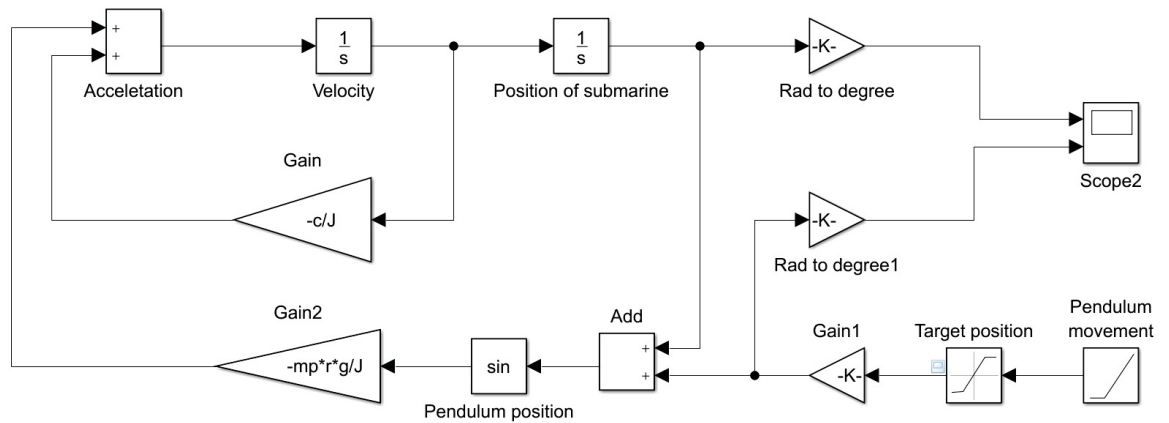 +
+
Acceletation
1
s
Velocity
1
s
Position of submarine
-K-
Rad to degree
Scope2
Gain
-c/J
-K-
Rad to degree1
Gain2
-mp*r*g/J
sin
Pendulum position
Add
+
+
Gain1
-K-
Target position
Pendulum
movement